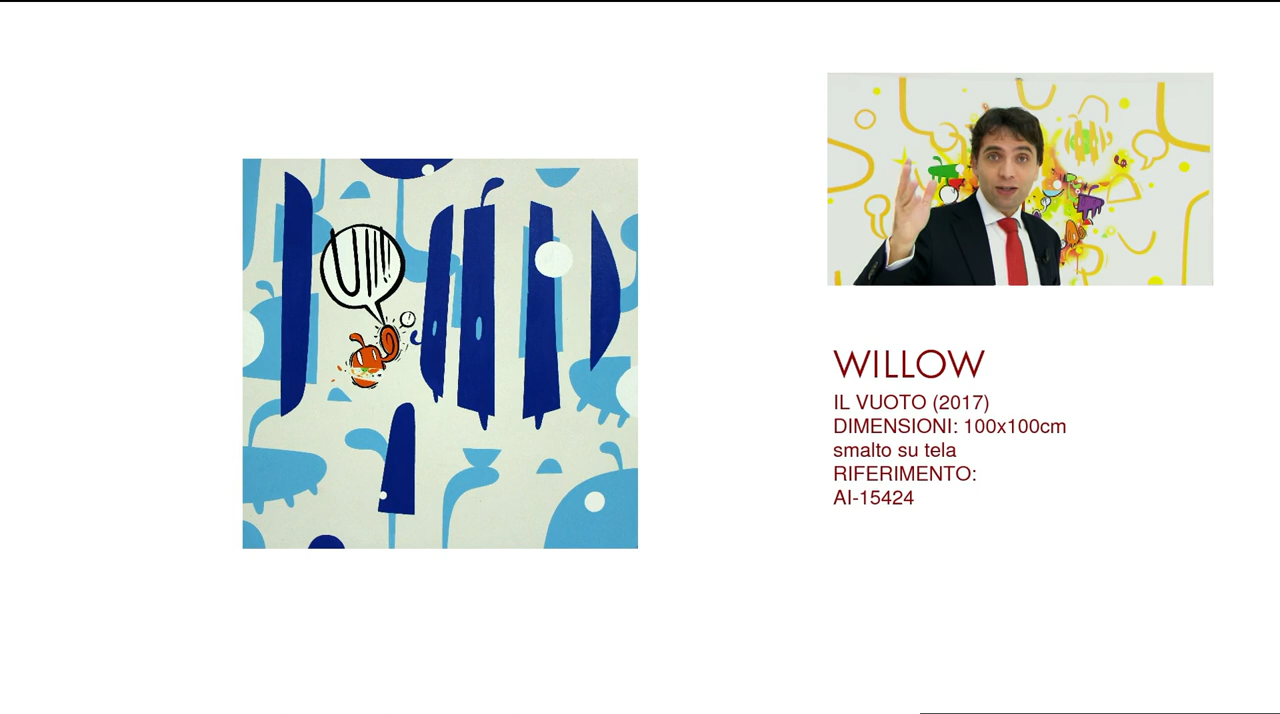 WILLOW
IL VUOTO (2017)
DIMENSIONI: 100x100cm
smalto su tela
RIFERIMENTO:
AI-15424